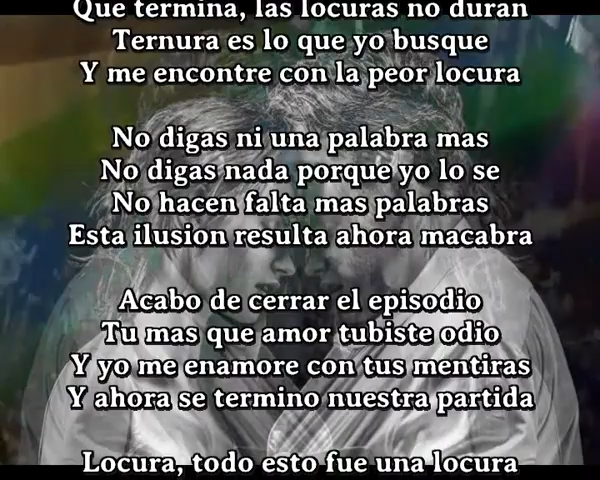 Que termina, las locuras no duran
Ternura es lo que yo busque
Y me encontre con la peor locura
No digas ni una palabra mas
No digas nada porque yo lo se
No hacen falta mas palabras
Esta ilusion resulta ahora macabra
Acabo de cerrar el episodio
Tu mas que amor tubiste odio
Y yo me enamore con tus mentiras
Y ahora se termino nuestra partida
Locura, todo esto fue una locura